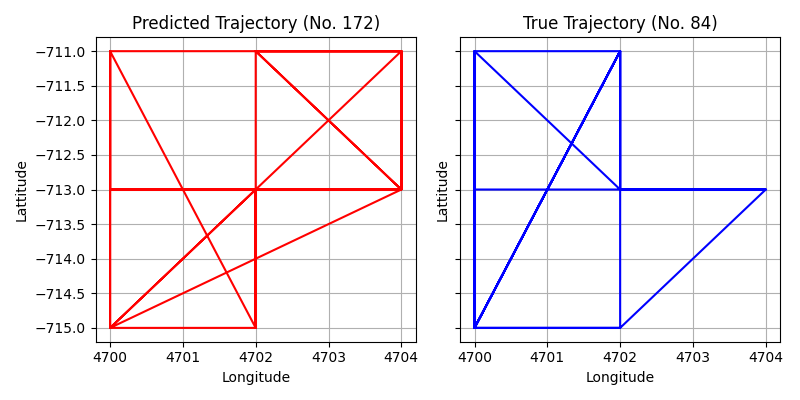 Predicted Trajectory (No. 172)
True Trajectory (No. 84)
Lattitude
−711.0
−711.5
−712.0
−712.5
−713.0
−713.5
−714.0
−714.5
−715.0
4700 4701 4702 4703 4704
Longitude
Lattitude
4700 4701 4702 4703 4704
Longitude